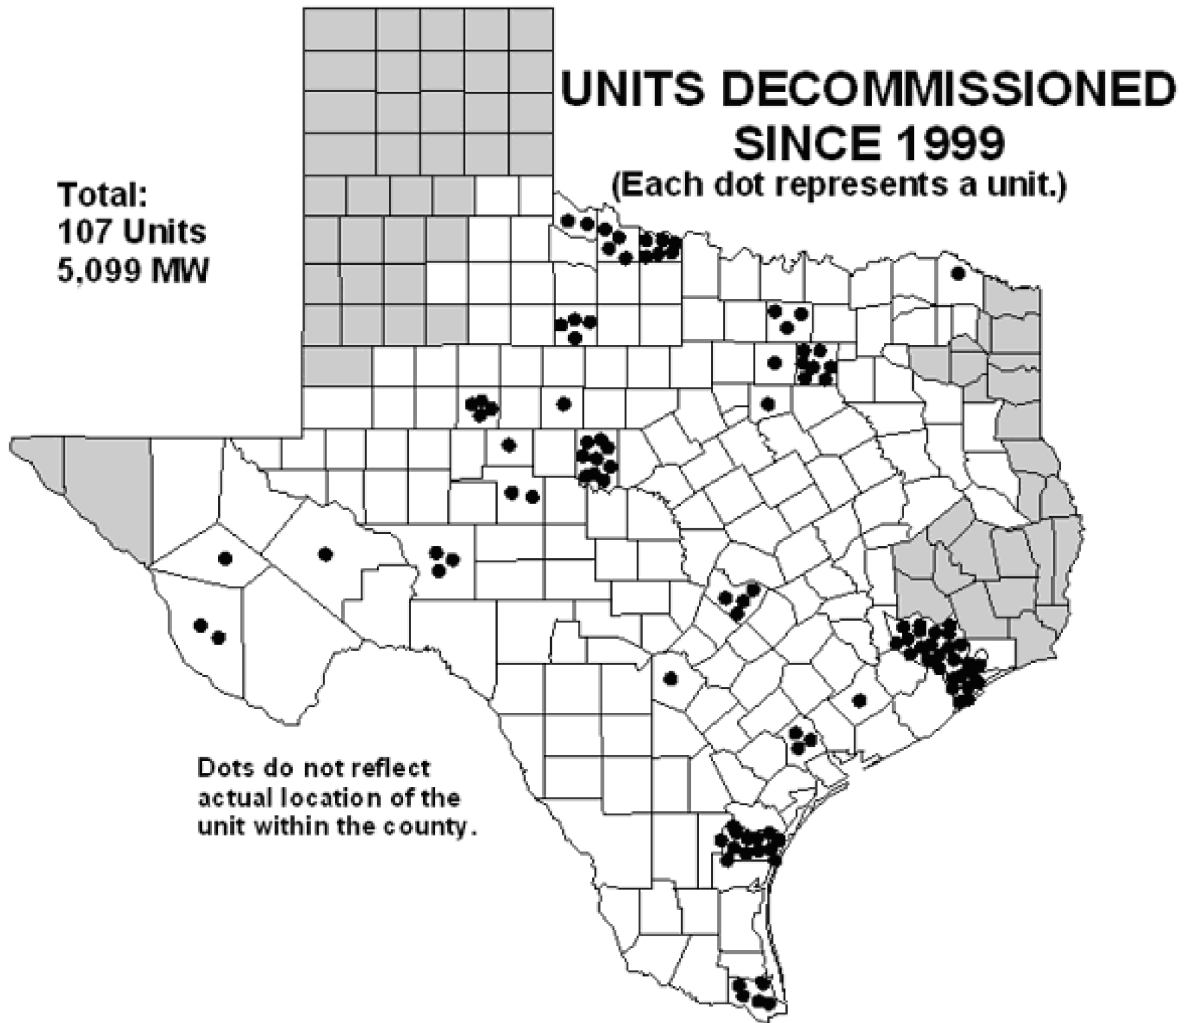 UNITS DECOMMISSIONED
SINCE 1999
(Each dot represents a unit.)
Total:
107 Units
5,099 MW
Dots do not reflect
actual location of the
unit within the county.